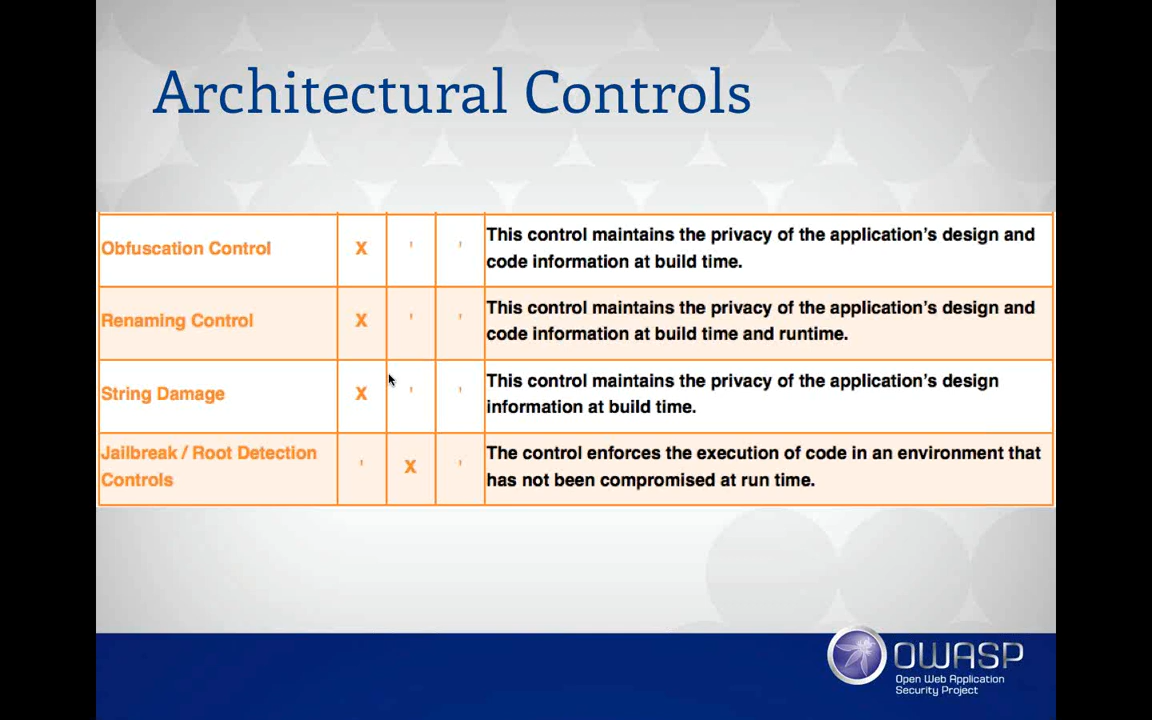 Architectural Controls
Obfuscation Control X ' ' This control maintains the privacy of the application's design and
code information at build time.
Renaming Control X ' ' This control maintains the privacy of the application's design and
code information at build time and runtime.
String Damage X ' ' This control maintains the privacy of the application's design
information at build time.
Jailbreak / Root Detection
Controls ' X ' The control enforces the execution of code in an environment that
has not been compromised at run time.
OWASP
Open Web Application
Security Project